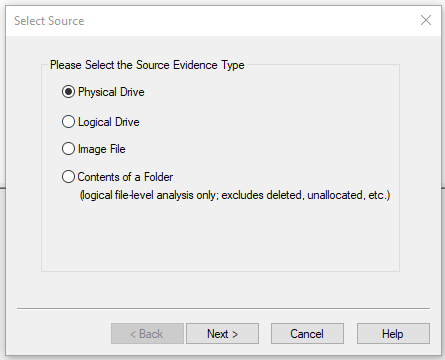 Select Source
Please Select the Source Evidence Type
Physical Drive
Logical Drive
Image File
Contents of a Folder
(logical file-level analysis only; excludes deleted, unallocated, etc.)
< Back Next > Cancel Help